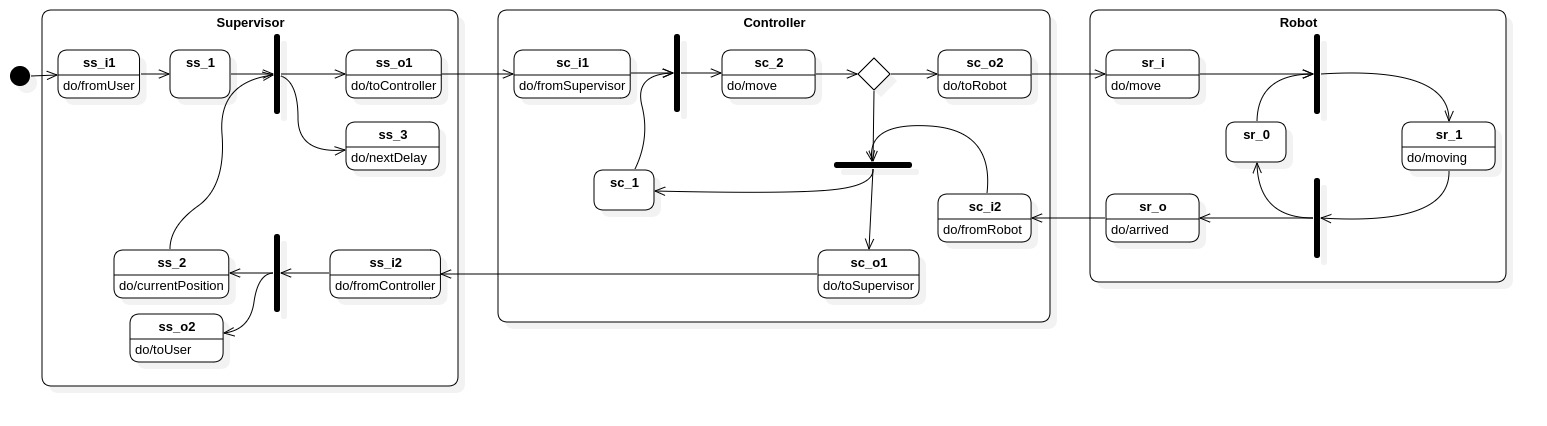 Supervisor
ss_i1
do/fromUser
ss_1
ss_o1
do/toController
ss_3
do/nextDelay
ss_2
do/currentPosition
ss_i2
do/fromController
ss_o2
do/toUser
Controller
sc_i1
do/fromSupervisor
sc_2
do/move
sc_o2
do/toRobot
sc_1
sc_i2
do/fromRobot
sc_o1
do/toSupervisor
Robot
sr_i
do/move
sr_0
sr_1
do/moving
sr_o
do/arrived